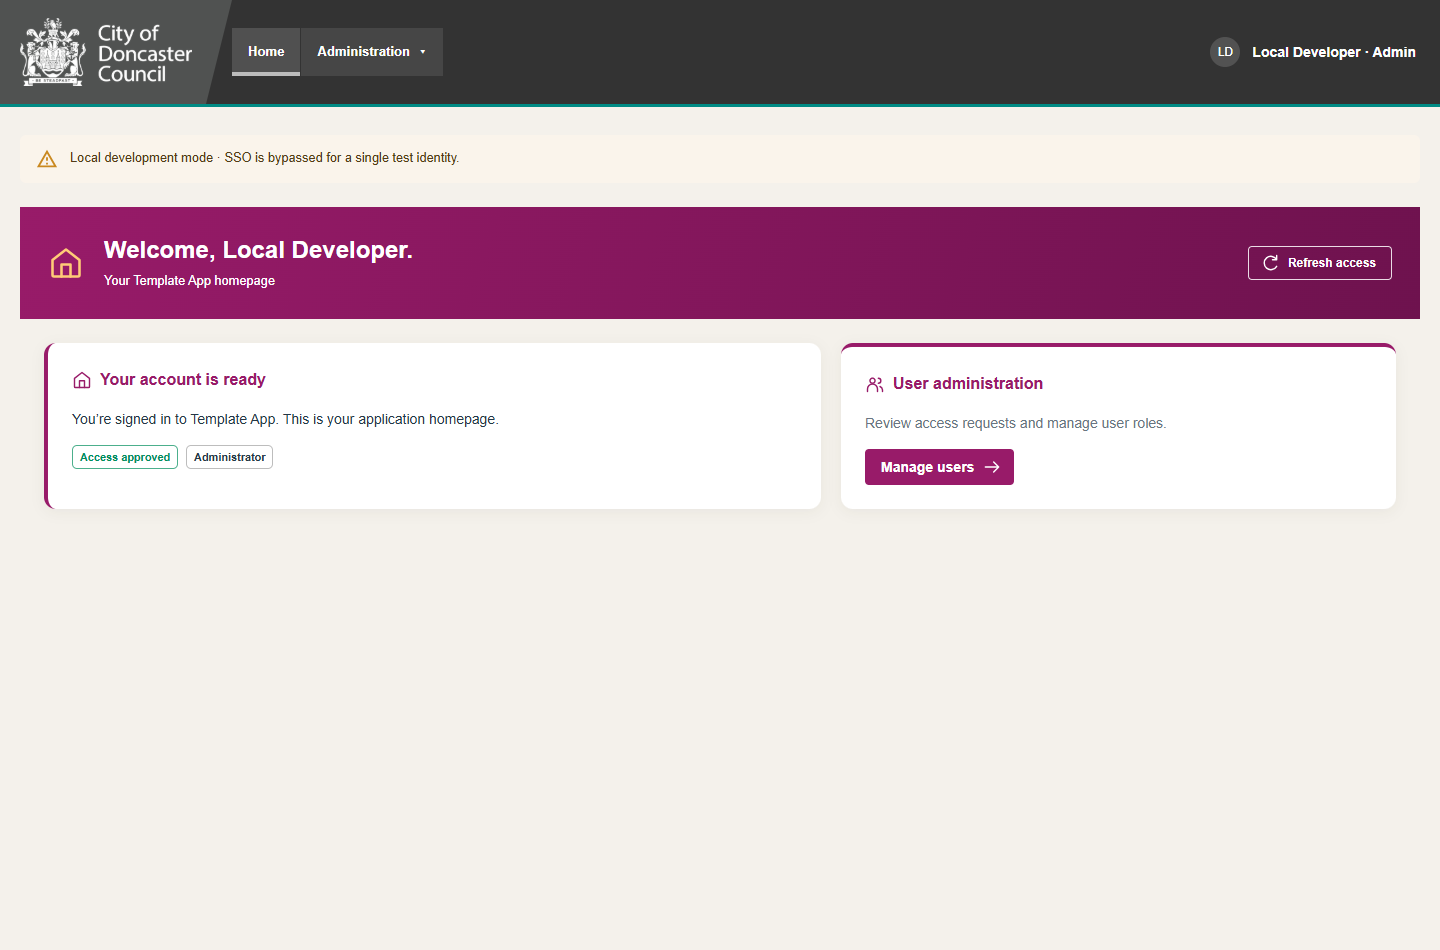 City of
Doncaster
Council
Home
Administration
LD
Local Developer · Admin
Local development mode · SSO is bypassed for a single test identity.
Welcome, Local Developer.
Your Template App homepage
Refresh access
Your account is ready
You're signed in to Template App. This is your application homepage.
Access approved
Administrator
User administration
Review access requests and manage user roles.
Manage users